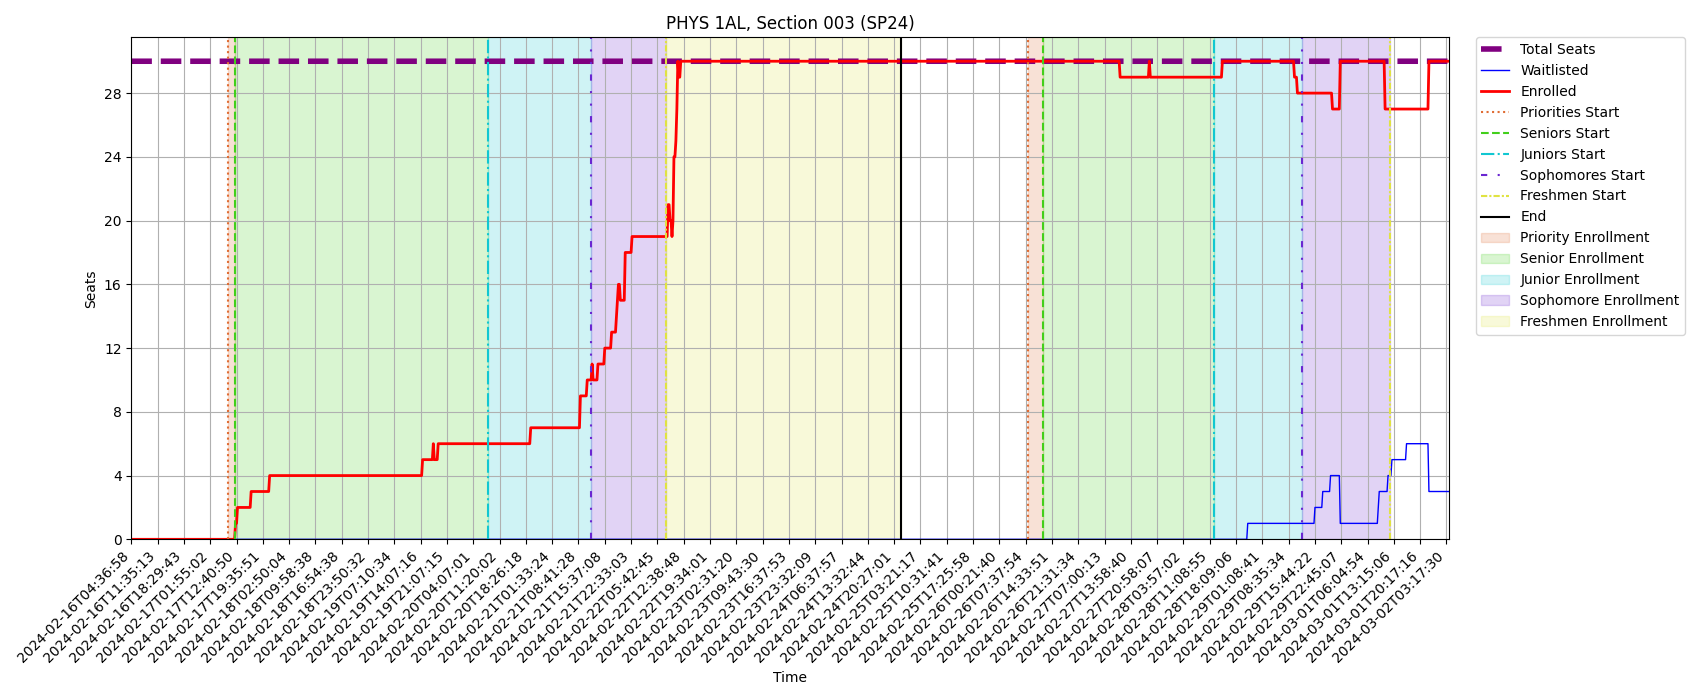 PHYS 1AL, Section 003 (SP24)
Total Seats
Waitlisted
Enrolled
Priorities Start
Seniors Start
Juniors Start
Sophomores Start
Freshmen Start
End
Priority Enrollment
Senior Enrollment
Junior Enrollment
Sophomore Enrollment
Freshmen Enrollment
Seats
28
24
20
16
12
8
4
0
2024-02-16T04:36:58
2024-02-16T11:35:13
2024-02-16T18:29:43
2024-02-17T01:55:02
2024-02-17T12:40:50
2024-02-17T19:35:51
2024-02-18T02:50:04
2024-02-18T09:58:38
2024-02-18T16:54:38
2024-02-18T23:50:32
2024-02-19T07:10:34
2024-02-19T14:07:16
2024-02-19T21:07:15
2024-02-20T04:07:01
2024-02-20T11:20:02
2024-02-20T18:26:18
2024-02-21T01:33:24
2024-02-21T08:41:28
2024-02-21T15:37:08
2024-02-21T22:33:03
2024-02-22T05:42:45
2024-02-22T12:38:48
2024-02-22T19:34:01
2024-02-23T02:31:20
2024-02-23T09:43:30
2024-02-23T16:37:53
2024-02-23T23:32:09
2024-02-24T06:37:57
2024-02-24T13:32:44
2024-02-24T20:27:01
2024-02-25T03:21:17
2024-02-25T10:31:41
2024-02-25T17:25:58
2024-02-26T00:21:40
2024-02-26T07:37:54
2024-02-26T14:33:51
2024-02-26T21:31:34
2024-02-27T07:00:13
2024-02-27T13:58:40
2024-02-27T20:58:07
2024-02-28T03:57:02
2024-02-28T11:08:55
2024-02-28T18:09:06
2024-02-29T01:08:41
2024-02-29T08:35:34
2024-02-29T15:44:22
2024-02-29T22:45:07
2024-03-01T06:04:54
2024-03-01T13:15:06
2024-03-01T20:17:16
2024-03-02T03:17:30
Time